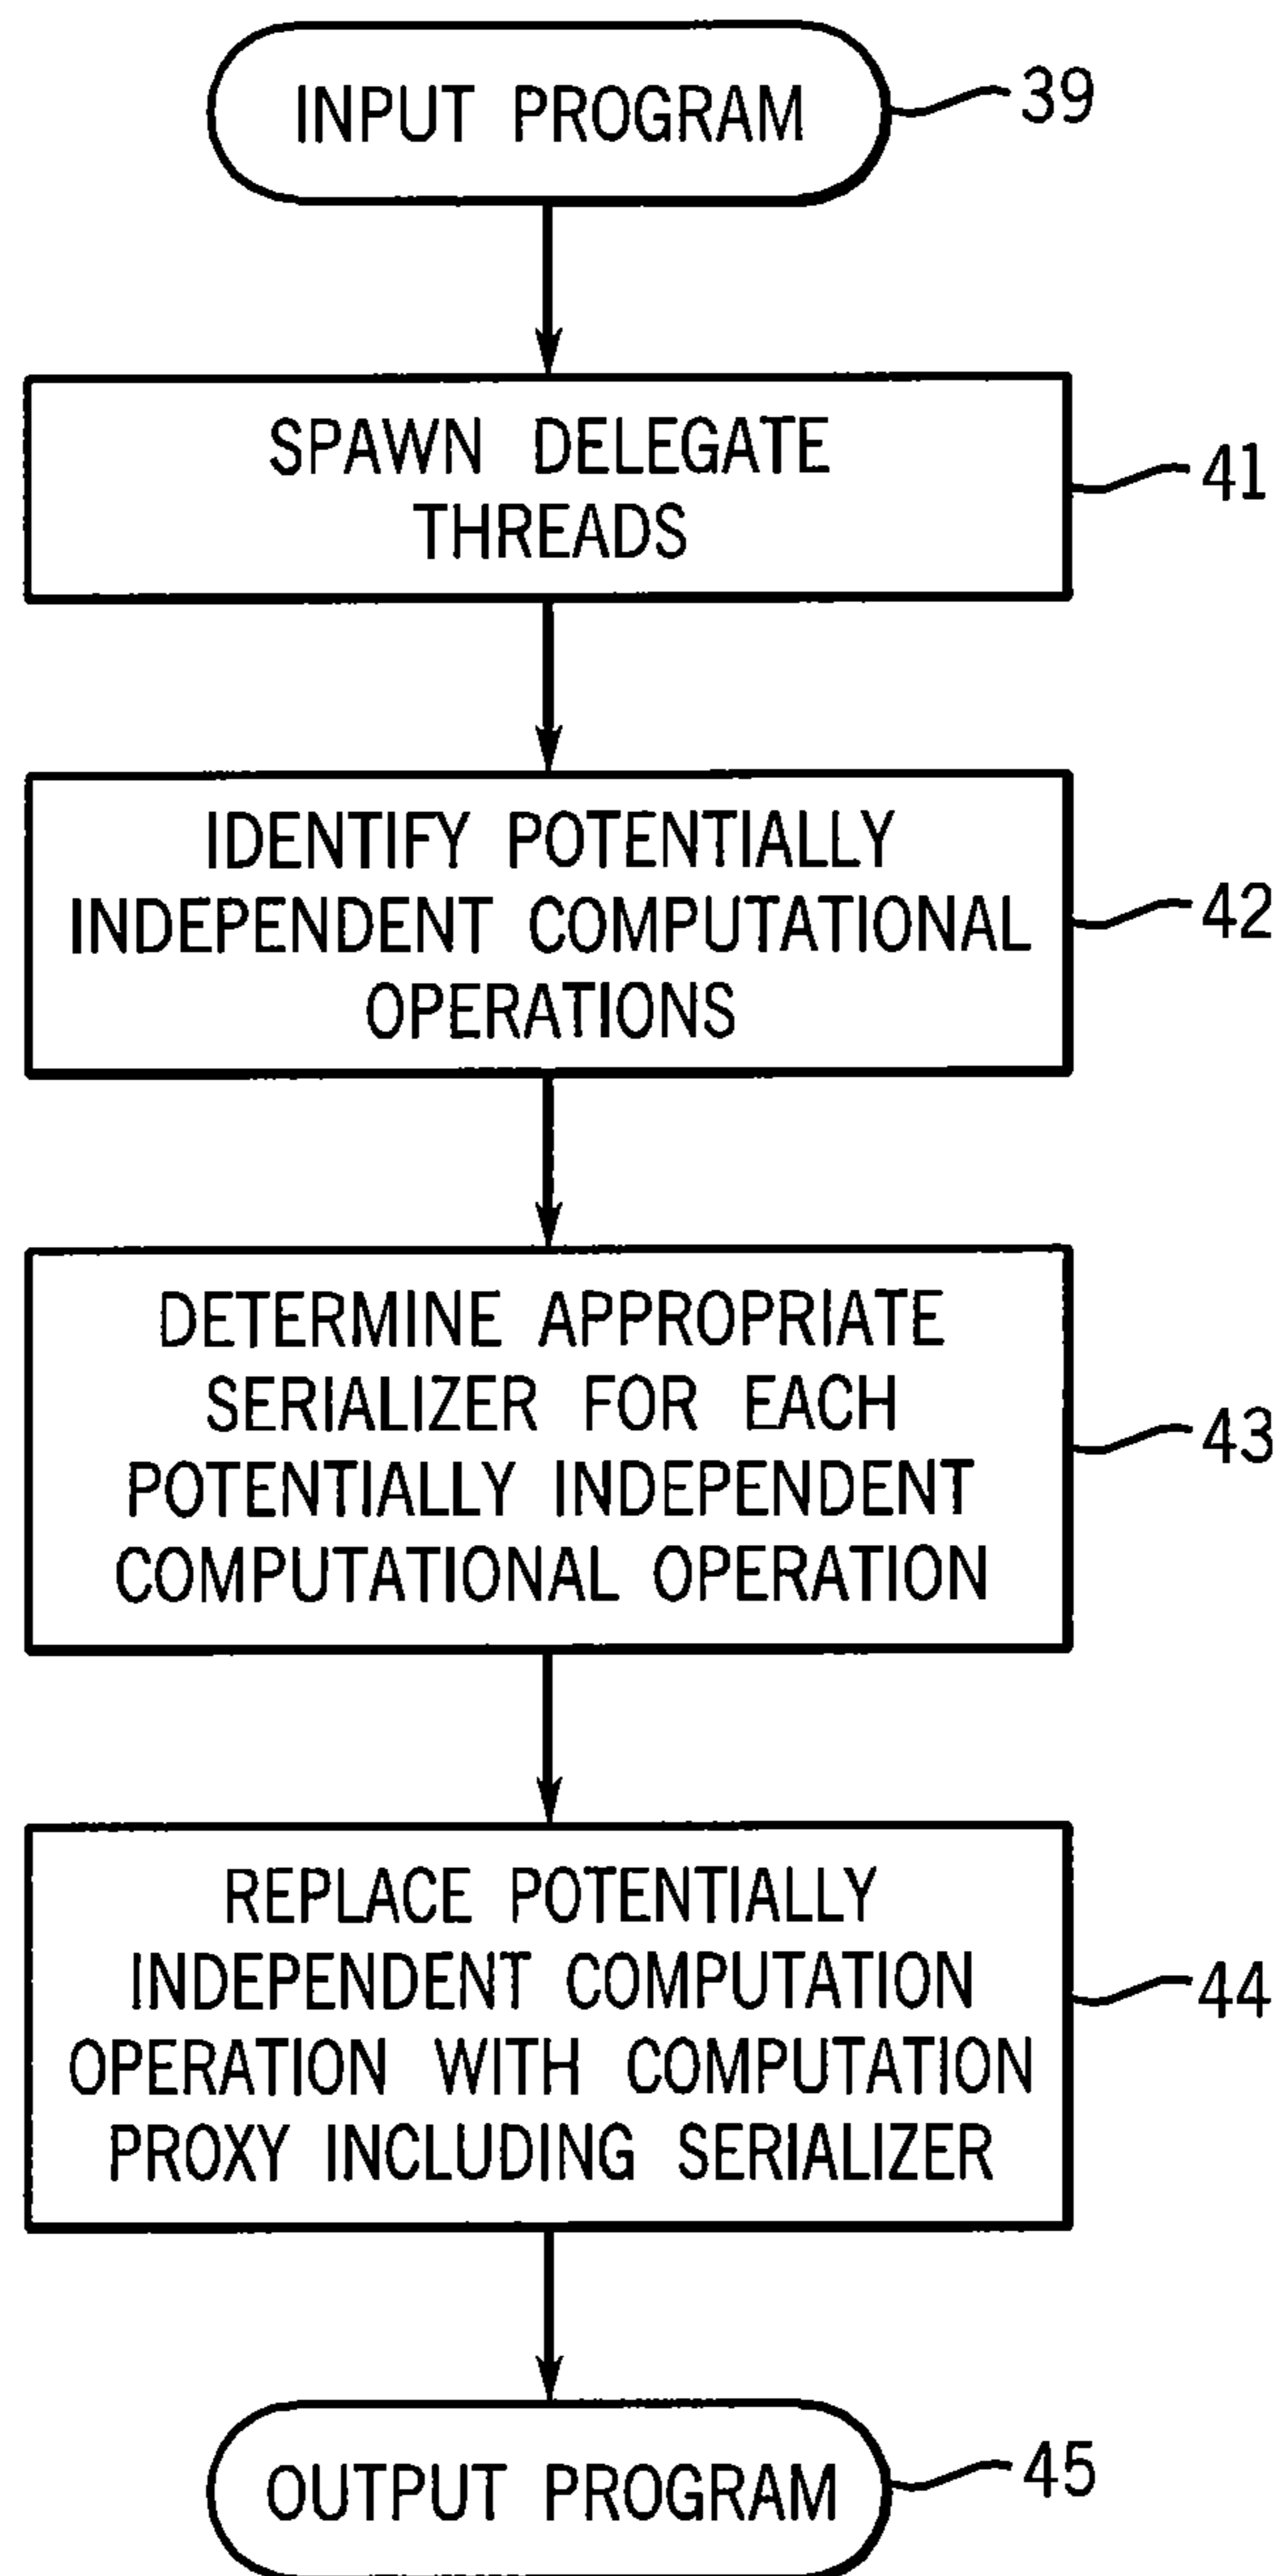 INPUT PROGRAM
39
SPAWN DELEGATE
THREADS
41
IDENTIFY POTENTIALLY
INDEPENDENT COMPUTATIONAL
OPERATIONS
42
DETERMINE APPROPRIATE
SERIALIZER FOR EACH
POTENTIALLY INDEPENDENT
COMPUTATIONAL OPERATION
43
REPLACE POTENTIALLY
INDEPENDENT COMPUTATION
OPERATION WITH COMPUTATION
PROXY INCLUDING SERIALIZER
44
OUTPUT PROGRAM
45